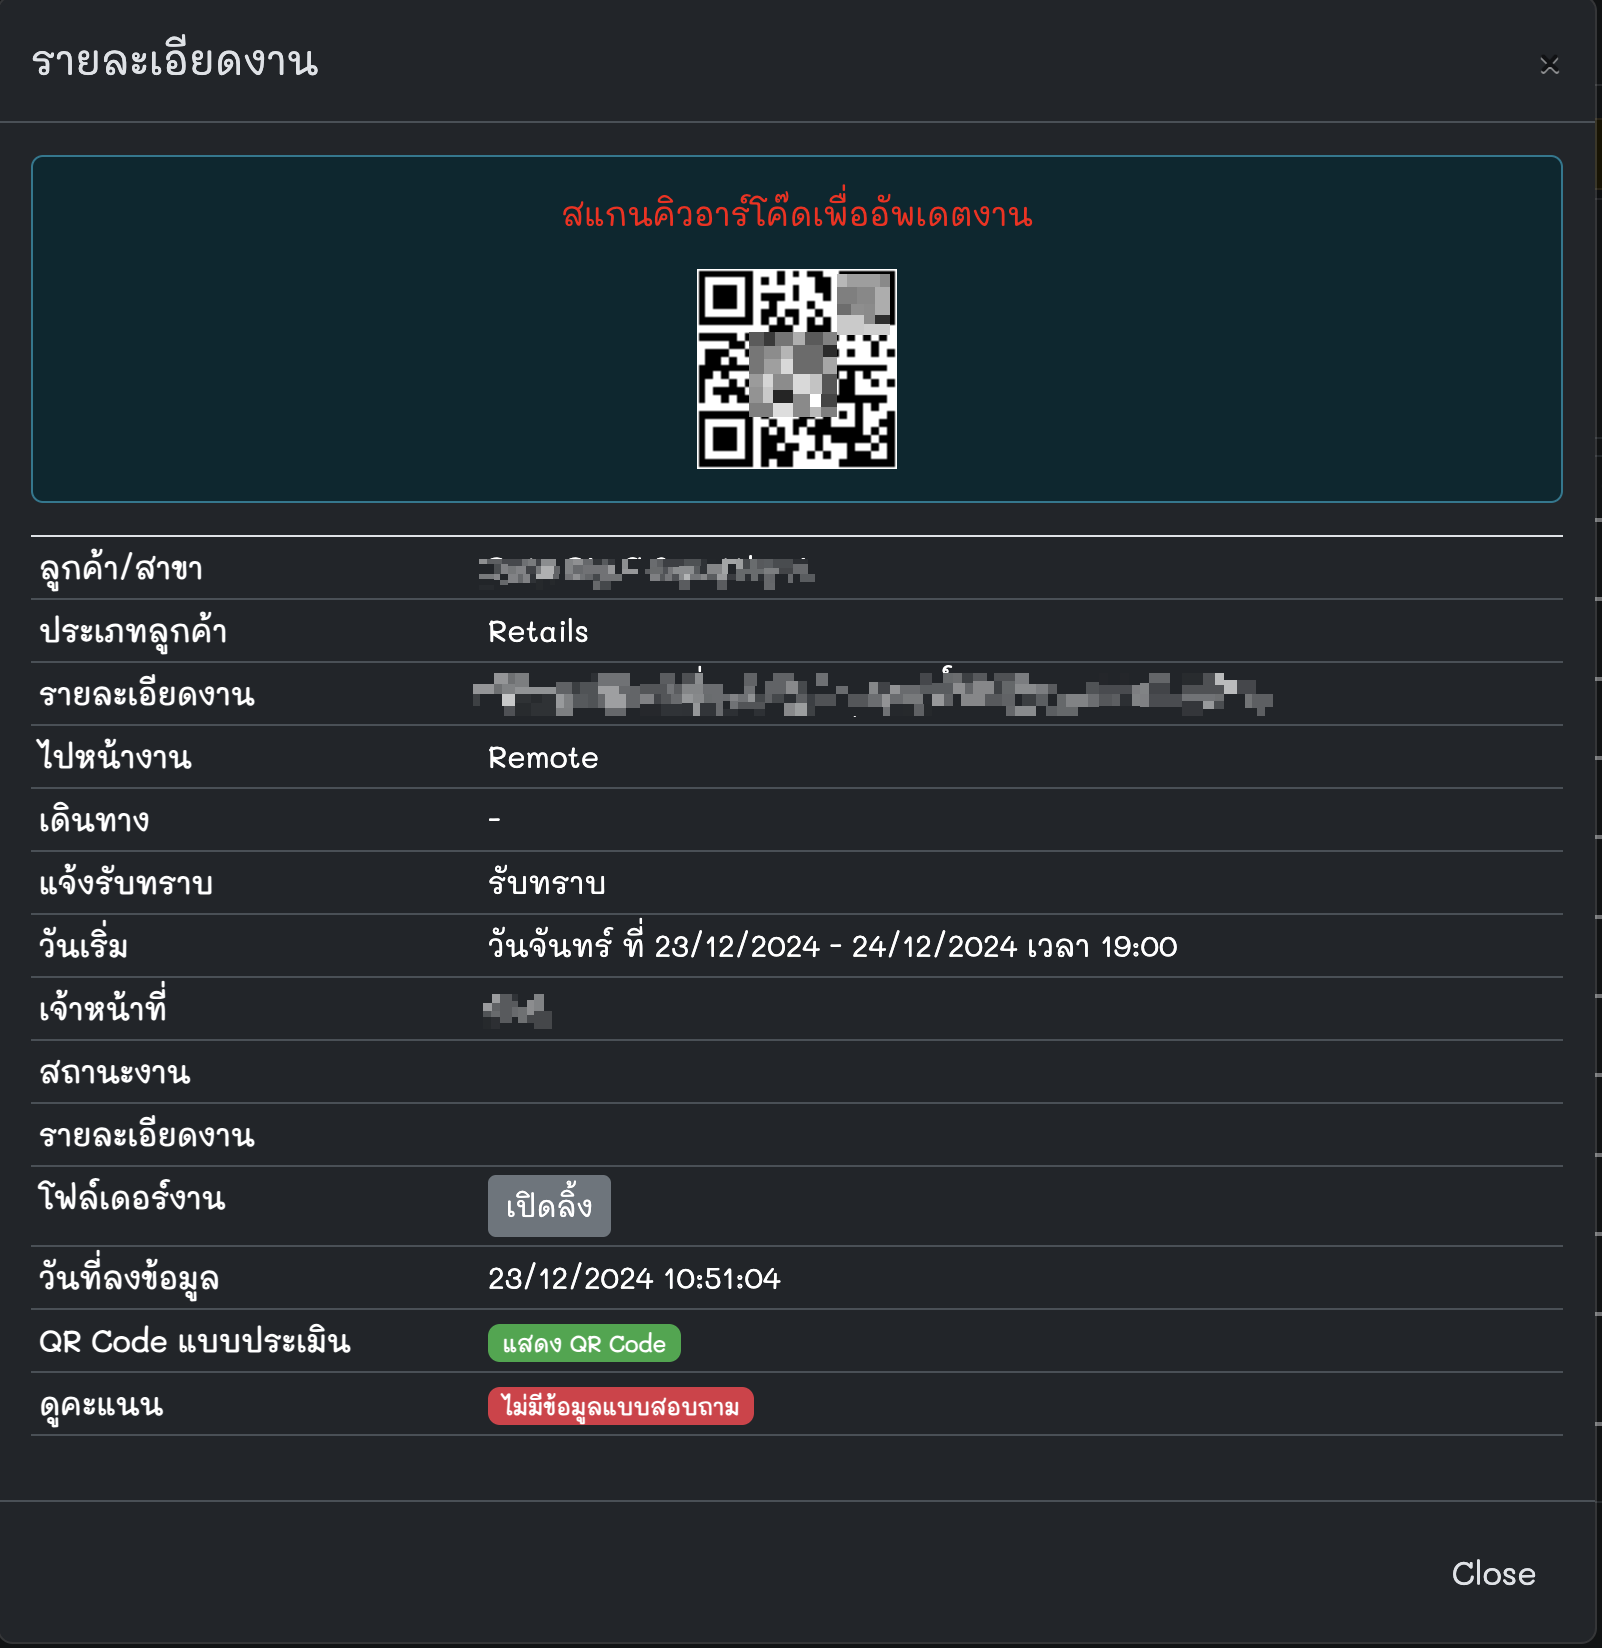 รายละเอียดงาน
สแกนคิวอาร์โค๊ดเพื่ออัพเดตงาน
ลูกค้า/สาขา
ประเภทลูกค้า Retails
รายละเอียดงาน
ไปหน้างาน Remote
เดินทาง -
แจ้งรับทราบ รับทราบ
วันเริ่ม วันจันทร์ ที่ 23/12/2024 - 24/12/2024 เวลา 19:00
เจ้าหน้าที่
สถานะงาน
รายละเอียดงาน
โฟล์เดอร์งาน เปิดลิ้ง
วันที่ลงข้อมูล 23/12/2024 10:51:04
QR Code แบบประเมิน แสดง QR Code
ดูคะแนน ไม่มีข้อมูลแบบสอบถาม
Close